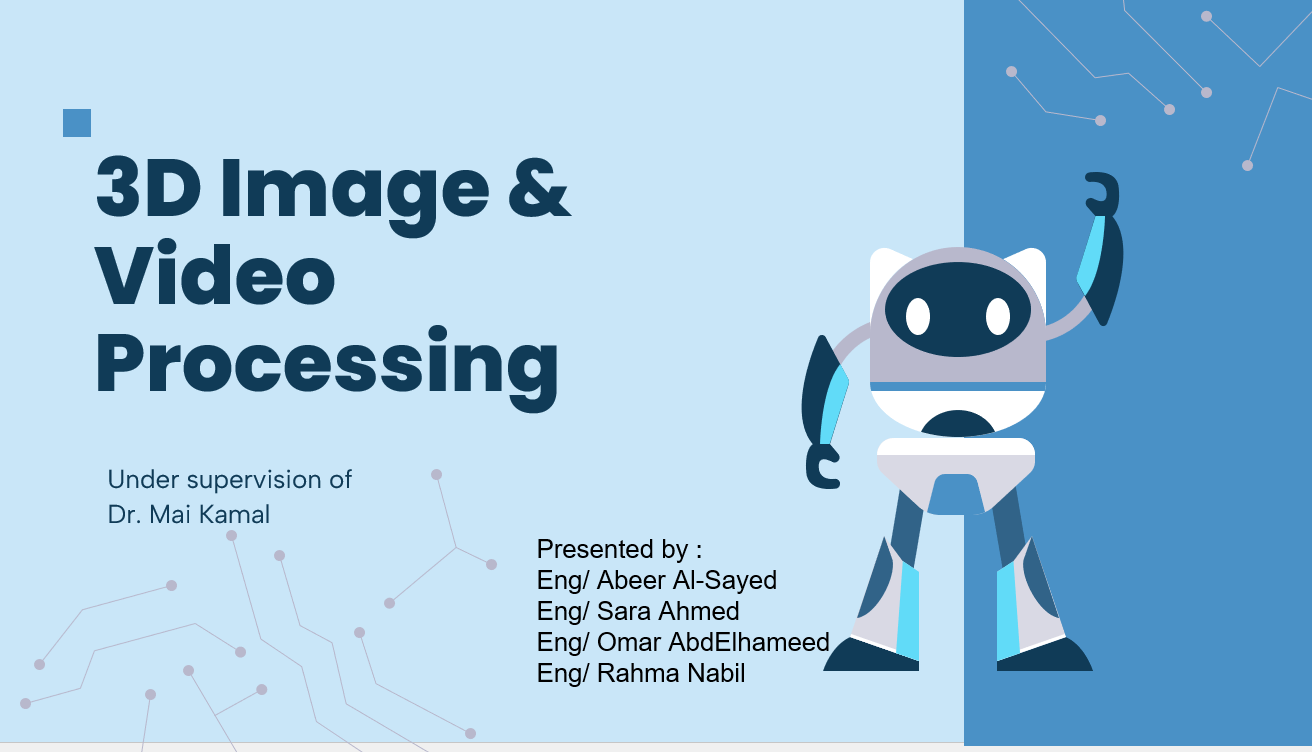 3D Image &
Video
Processing
Under supervision of
Dr. Mai Kamal
Presented by :
Eng/ Abeer Al-Sayed
Eng/ Sara Ahmed
Eng/ Omar AbdElhameed
Eng/ Rahma Nabil